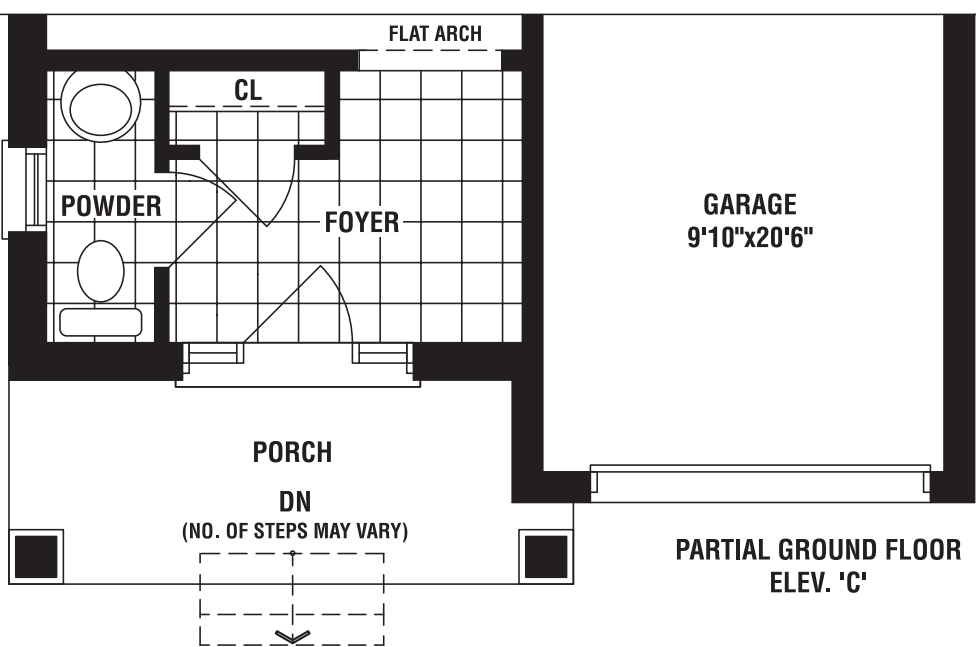 FLAT ARCH
CL
POWDER
FOYER
GARAGE
9'10"x20'6"
PORCH
DN
(NO. OF STEPS MAY VARY)
PARTIAL GROUND FLOOR
ELEV. 'C'